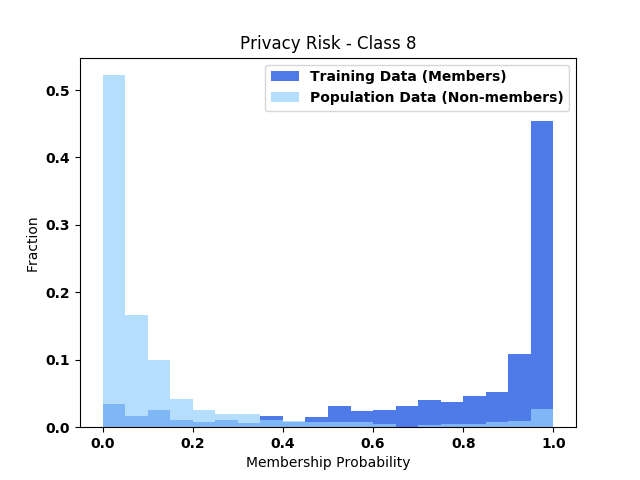 Privacy Risk - Class 8
Training Data (Members)
Population Data (Non-members)
Fraction
0.5
0.4
0.3
0.2
0.1
0.0
0.0 0.2 0.4 0.6 0.8 1.0
Membership Probability